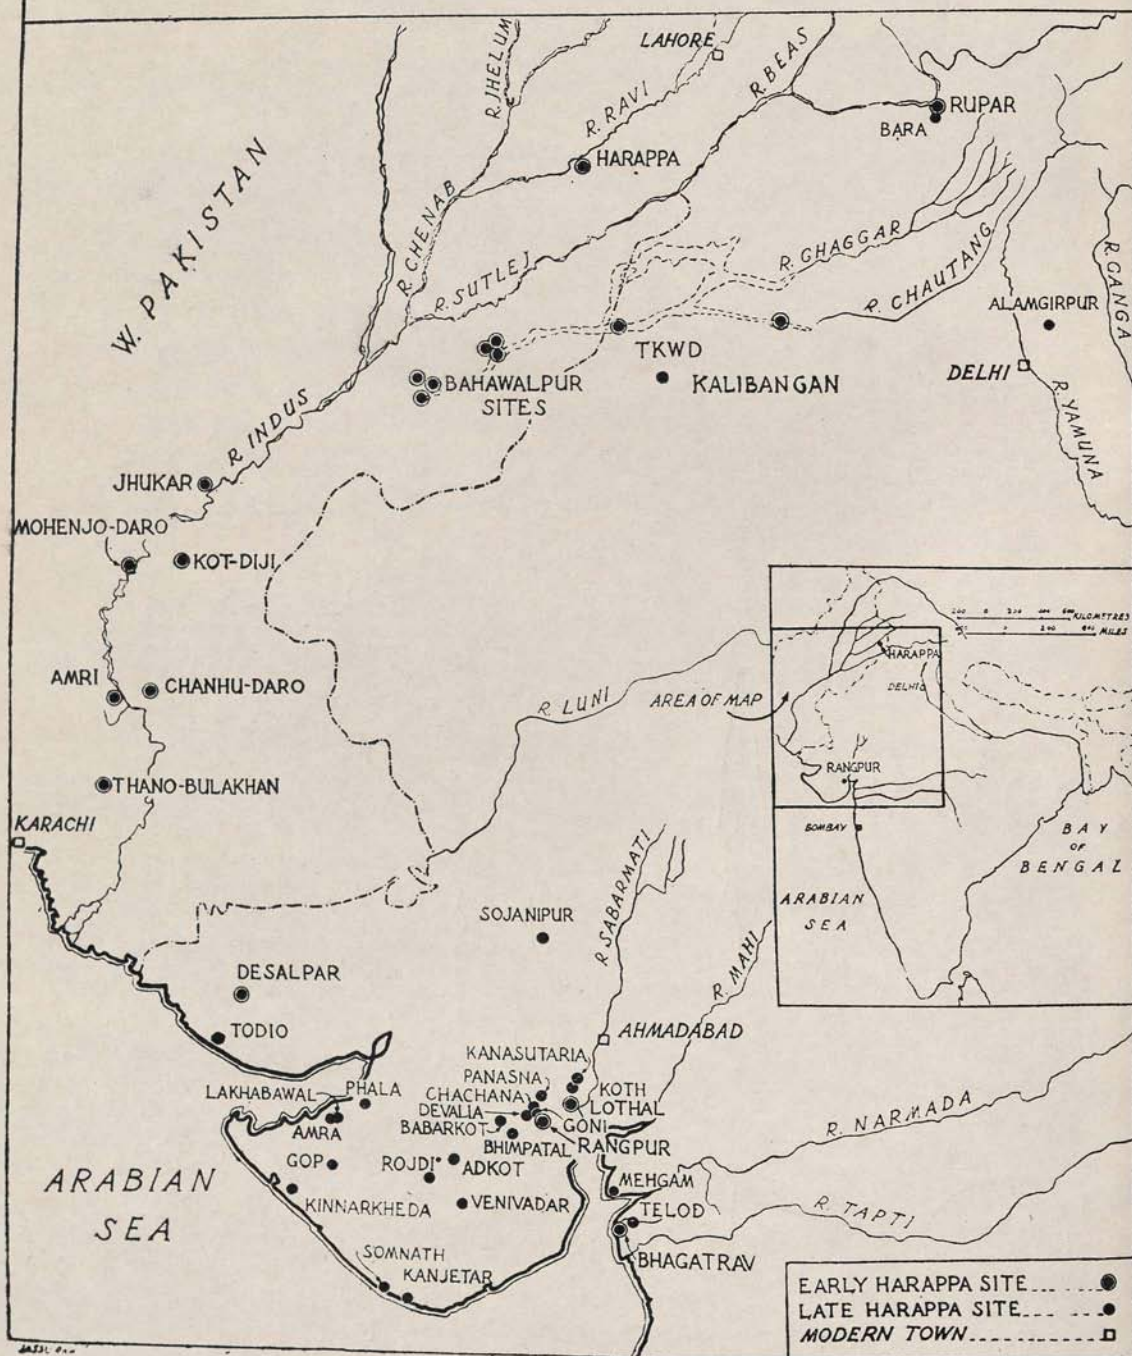 LAHORE
R. JHELUM
R. RAVI
R. BEAS
RUPAR
BARA
HARAPPA
W. PAKISTAN
R. CHENAB
R. SUTLEJ
R. GHAGGAR
R. CHAUTANG
R. GANGA
ALAMGIRPUR
TKWD
DELHI
KALIBANGAN
BAHAWALPUR
SITES
R. YAMUNA
R. INDUS
JHUKAR
MOHENJO-DARO
KOT-DIJI
AMRI
CHANHU-DARO
R. LUNI
THANO-BULAKHAN
KARACHI
KILOMETRES
MILES
HARAPPA
DELHI
AREA OF MAP
RANGPUR
BOMBAY
BAY
OF
BENGAL
ARABIAN
SEA
SOJANIPUR
R. SABARMATI
R. MAHI
DESALPAR
TODIO
AHMADABAD
KANASUTARIA
PANASNA
KOTH
LAKHABAWAL
PHALA
CHACHANA
LOTHAL
DEVALIA
GONI
BABARKOT
AMRA
BHIMPATAL
RANGPUR
R. NARMADA
GOP
ROJDI
ADKOT
MEHGAM
ARABIAN
SEA
KINNARKHEDA
VENIVADAR
TELOD
R. TAPTI
SOMNATH
KANJETAR
BHAGATRAV
EARLY HARAPPA SITE
LATE HARAPPA SITE
MODERN TOWN